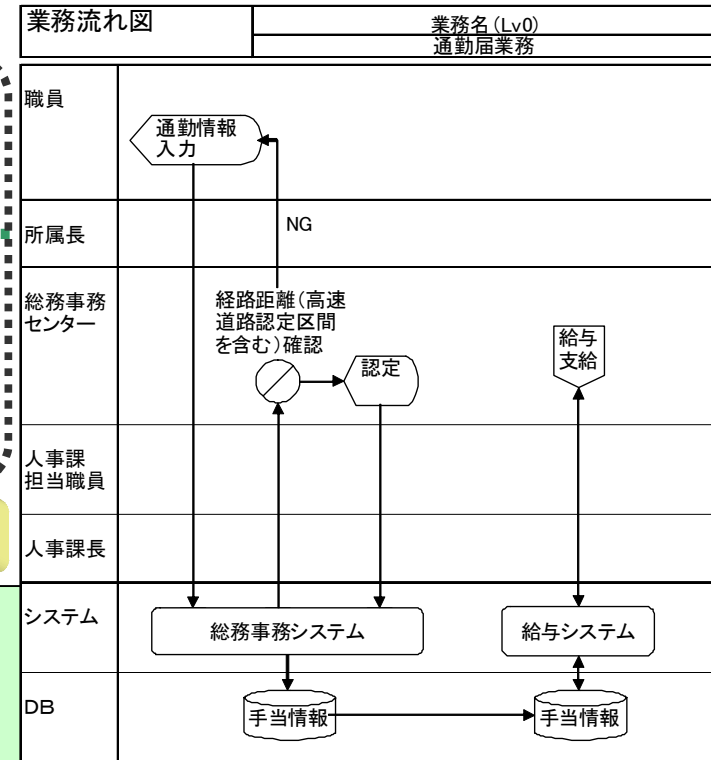 業務流れ図
業務名(Lv0)
通勤届業務
職員
通勤情報
入力
所属長
NG
総務事務
センター
経路距離(高速
道路認定区間
を含む)確認
認定
給与
支給
人事課
担当職員
人事課長
システム
総務事務システム
給与システム
DB
手当情報
手当情報